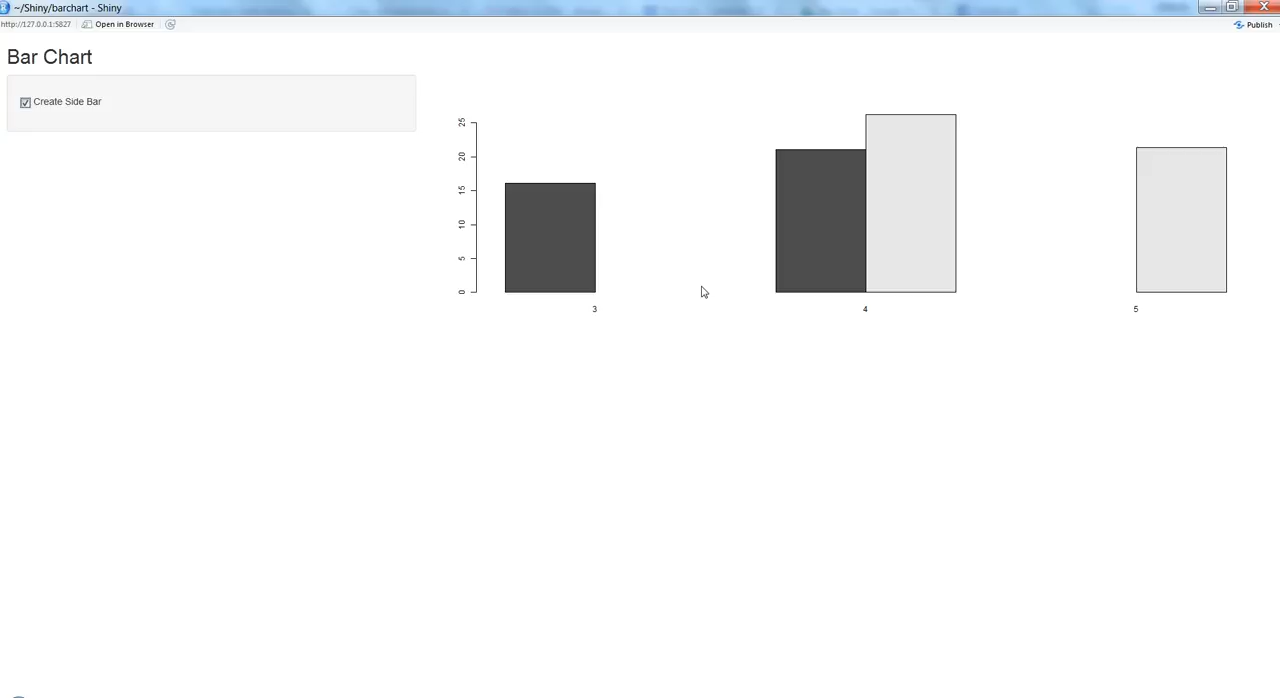 ~/Shiny/barchart - Shiny
http://127.0.0.1:5827 Open in Browser Publish
Bar Chart
Create Side Bar
25
20
15
10
5
0
3 4 5